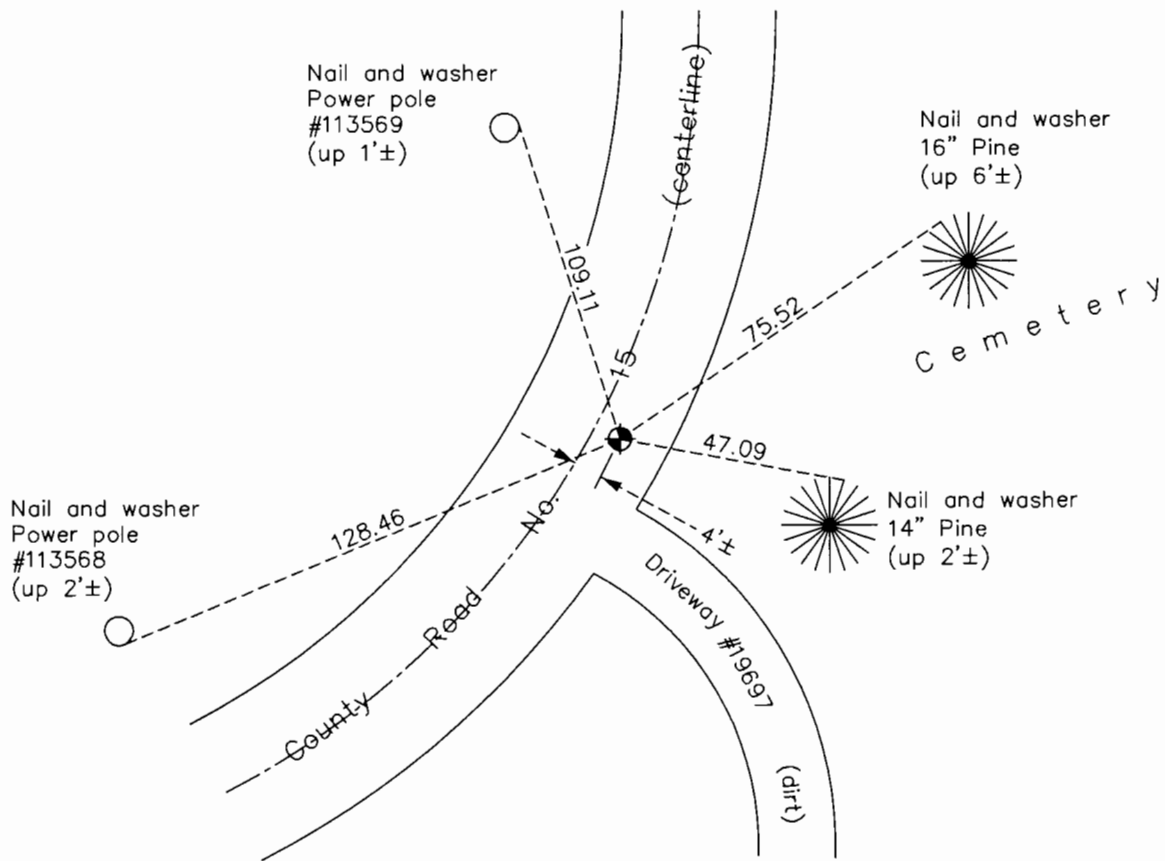 Nail and washer
Power pole
#113569
(up 1'±)
(centerline)
Nail and washer
16" Pine
(up 6'±)
109.11
75.52
Cemetery
15
47.09
Nail and washer
Power pole
#113568
(up 2'±)
128.46
No.
4'±
Nail and washer
14" Pine
(up 2'±)
Driveway #19697
Road
County
(dirt)